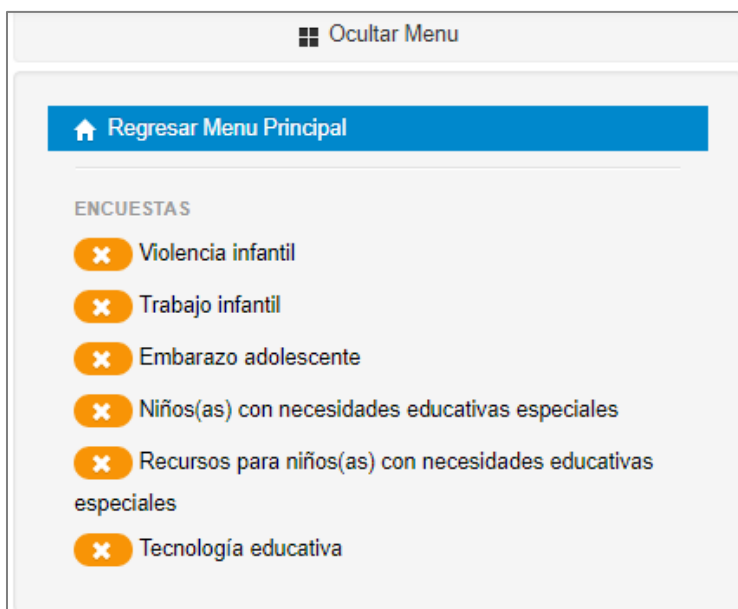 Ocultar Menu
Regresar Menu Principal
ENCUESTAS
Violencia infantil
Trabajo infantil
Embarazo adolescente
Niños(as) con necesidades educativas especiales
Recursos para niños(as) con necesidades educativas
especiales
Tecnología educativa